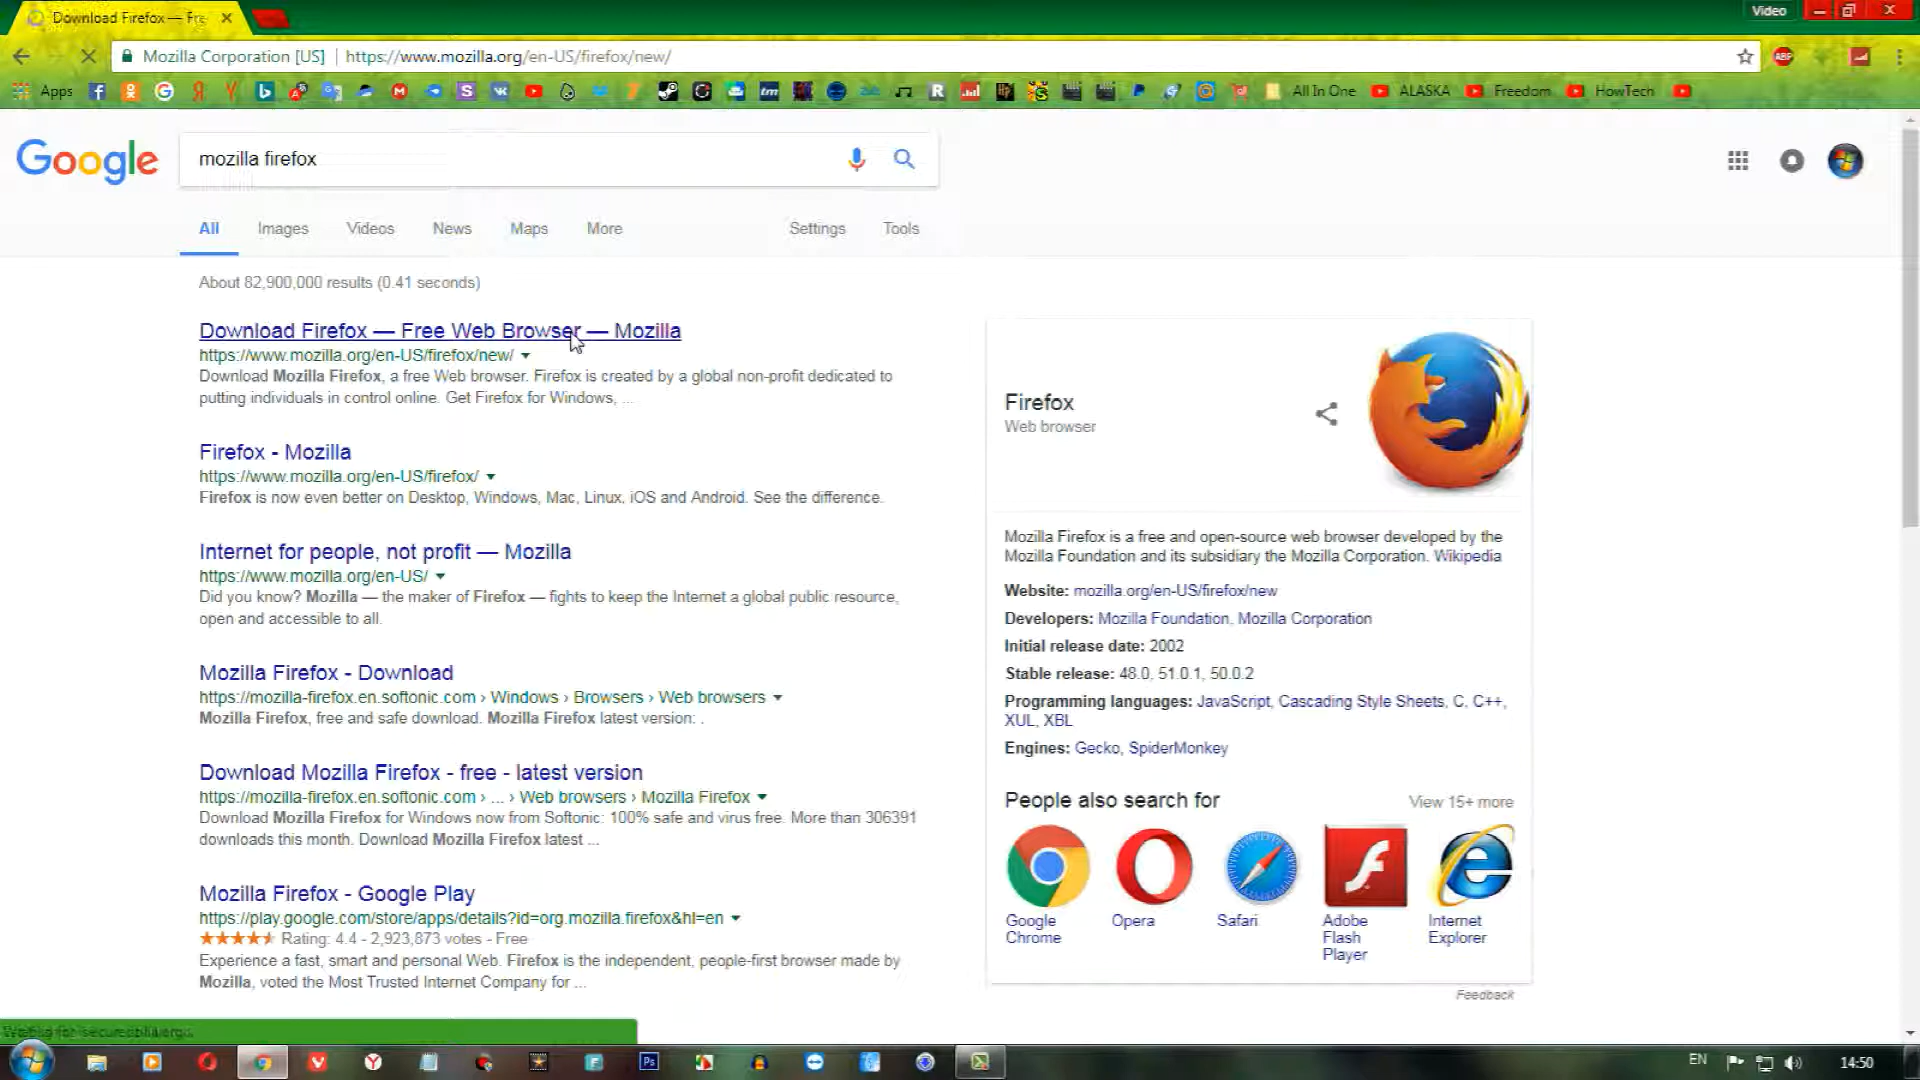 Download Firefox — Fre
Video
Mozilla Corporation [US] | https://www.mozilla.org/en-US/firefox/new/
Apps
All In One
ALASKA
Freedom
HowTech
Google
mozilla firefox
All Images Videos News Maps More Settings Tools
About 82,900,000 results (0.41 seconds)
Download Firefox — Free Web Browser — Mozilla
https://www.mozilla.org/en-US/firefox/new/
Download Mozilla Firefox, a free Web browser. Firefox is created by a global non-profit dedicated to
putting individuals in control online. Get Firefox for Windows, ...
Firefox - Mozilla
https://www.mozilla.org/en-US/firefox/
Firefox is now even better on Desktop, Windows, Mac, Linux, iOS and Android. See the difference.
Internet for people, not profit — Mozilla
https://www.mozilla.org/en-US/
Did you know? Mozilla — the maker of Firefox — fights to keep the Internet a global public resource,
open and accessible to all.
Mozilla Firefox - Download
https://mozilla-firefox.en.softonic.com › Windows › Browsers › Web browsers
Mozilla Firefox, free and safe download. Mozilla Firefox latest version: .
Download Mozilla Firefox - free - latest version
https://mozilla-firefox.en.softonic.com › ... › Web browsers › Mozilla Firefox
Download Mozilla Firefox for Windows now from Softonic: 100% safe and virus free. More than 306391
downloads this month. Download Mozilla Firefox latest ...
Mozilla Firefox - Google Play
https://play.google.com/store/apps/details?id=org.mozilla.firefox&hl=en
Rating: 4.4 - 2,923,873 votes - Free
Experience a fast, smart and personal Web. Firefox is the independent, people-first browser made by
Mozilla, voted the Most Trusted Internet Company for ...
Firefox
Web browser
Mozilla Firefox is a free and open-source web browser developed by the
Mozilla Foundation and its subsidiary the Mozilla Corporation. Wikipedia
Website: mozilla.org/en-US/firefox/new
Developers: Mozilla Foundation, Mozilla Corporation
Initial release date: 2002
Stable release: 48.0, 51.0.1, 50.0.2
Programming languages: JavaScript, Cascading Style Sheets, C, C++,
XUL, XBL
Engines: Gecko, SpiderMonkey
People also search for
View 15+ more
Google
Chrome
Opera
Safari
Adobe
Flash
Player
Internet
Explorer
Feedback
EN
14:50